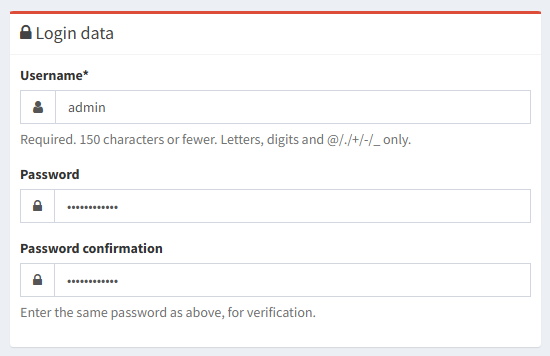 Login data
Username*
admin
Required. 150 characters or fewer. Letters, digits and @/./+/-/_ only.
Password
••••••••••••
Password confirmation
••••••••••••
Enter the same password as above, for verification.